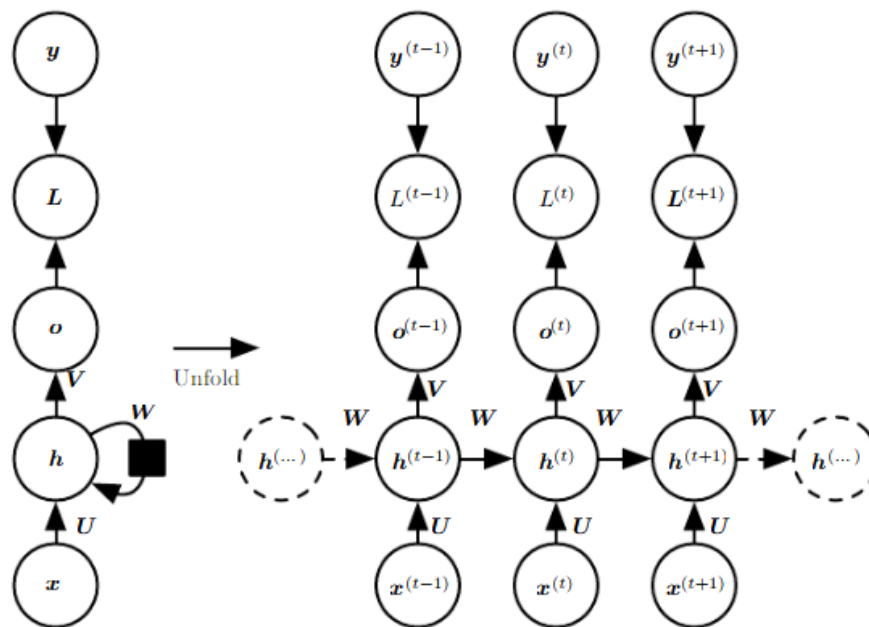 y y^(t−1) y^(t) y^(t+1)
L L^(t−1) L^(t) L^(t+1)
o o^(t−1) o^(t) o^(t+1)
Unfold
V V V V
W W W W W
h h^(...) h^(t−1) h^(t) h^(t+1) h^(...)
U U U U
x x^(t−1) x^(t) x^(t+1)